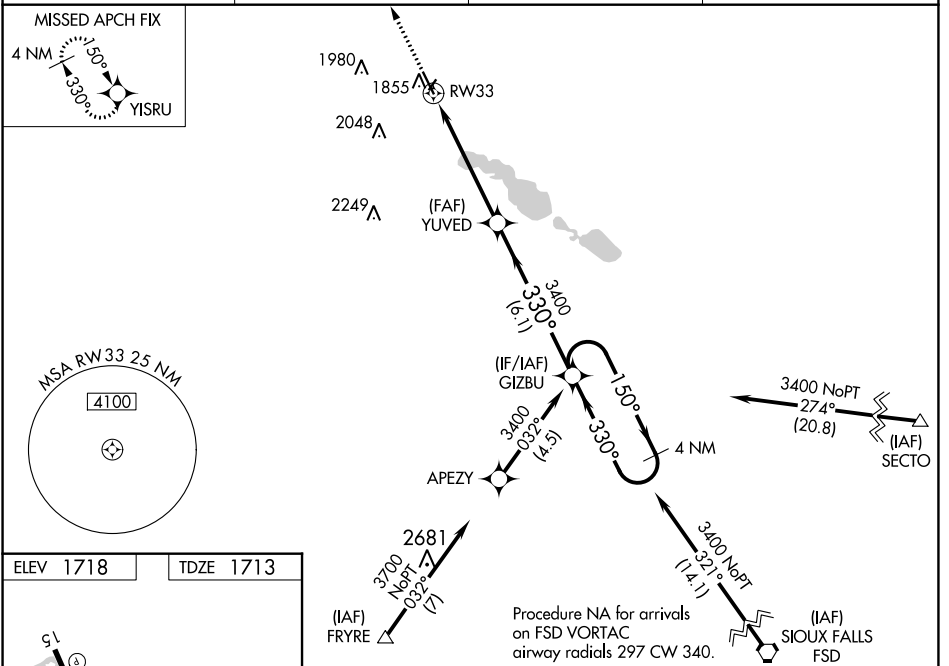 MISSED APCH FIX
4 NM
150°
330°
YISRU
1980
1855
RW33
2048
2249
(FAF)
YUVED
3400
330°
(6.1)
(IF/IAF)
GIZBU
150°
330°
4 NM
MSA RW33 25 NM
4100
3400 NoPT
274°
(20.8)
(IAF)
SECTO
3400
032°
(4.5)
APEZY
2681
3700
NoPT
032°
(7)
(IAF)
FRYRE
3400 NoPT
321°
(14.1)
(IAF)
SIOUX FALLS
FSD
Procedure NA for arrivals
on FSD VORTAC
airway radials 297 CW 340.
ELEV 1718
TDZE 1713
15
P